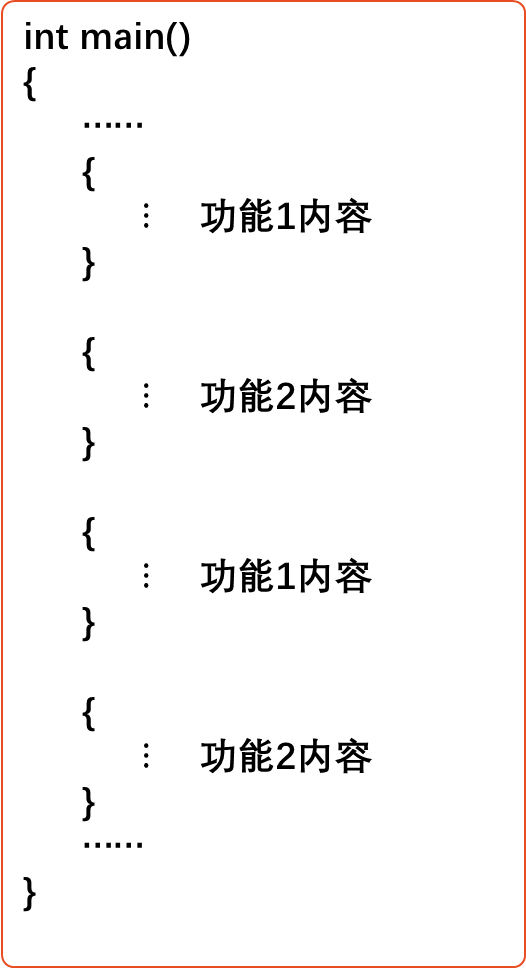 int main()
{
……
{
⋮ 功能1内容
}
{
⋮ 功能2内容
}
{
⋮ 功能1内容
}
{
⋮ 功能2内容
}
……
}